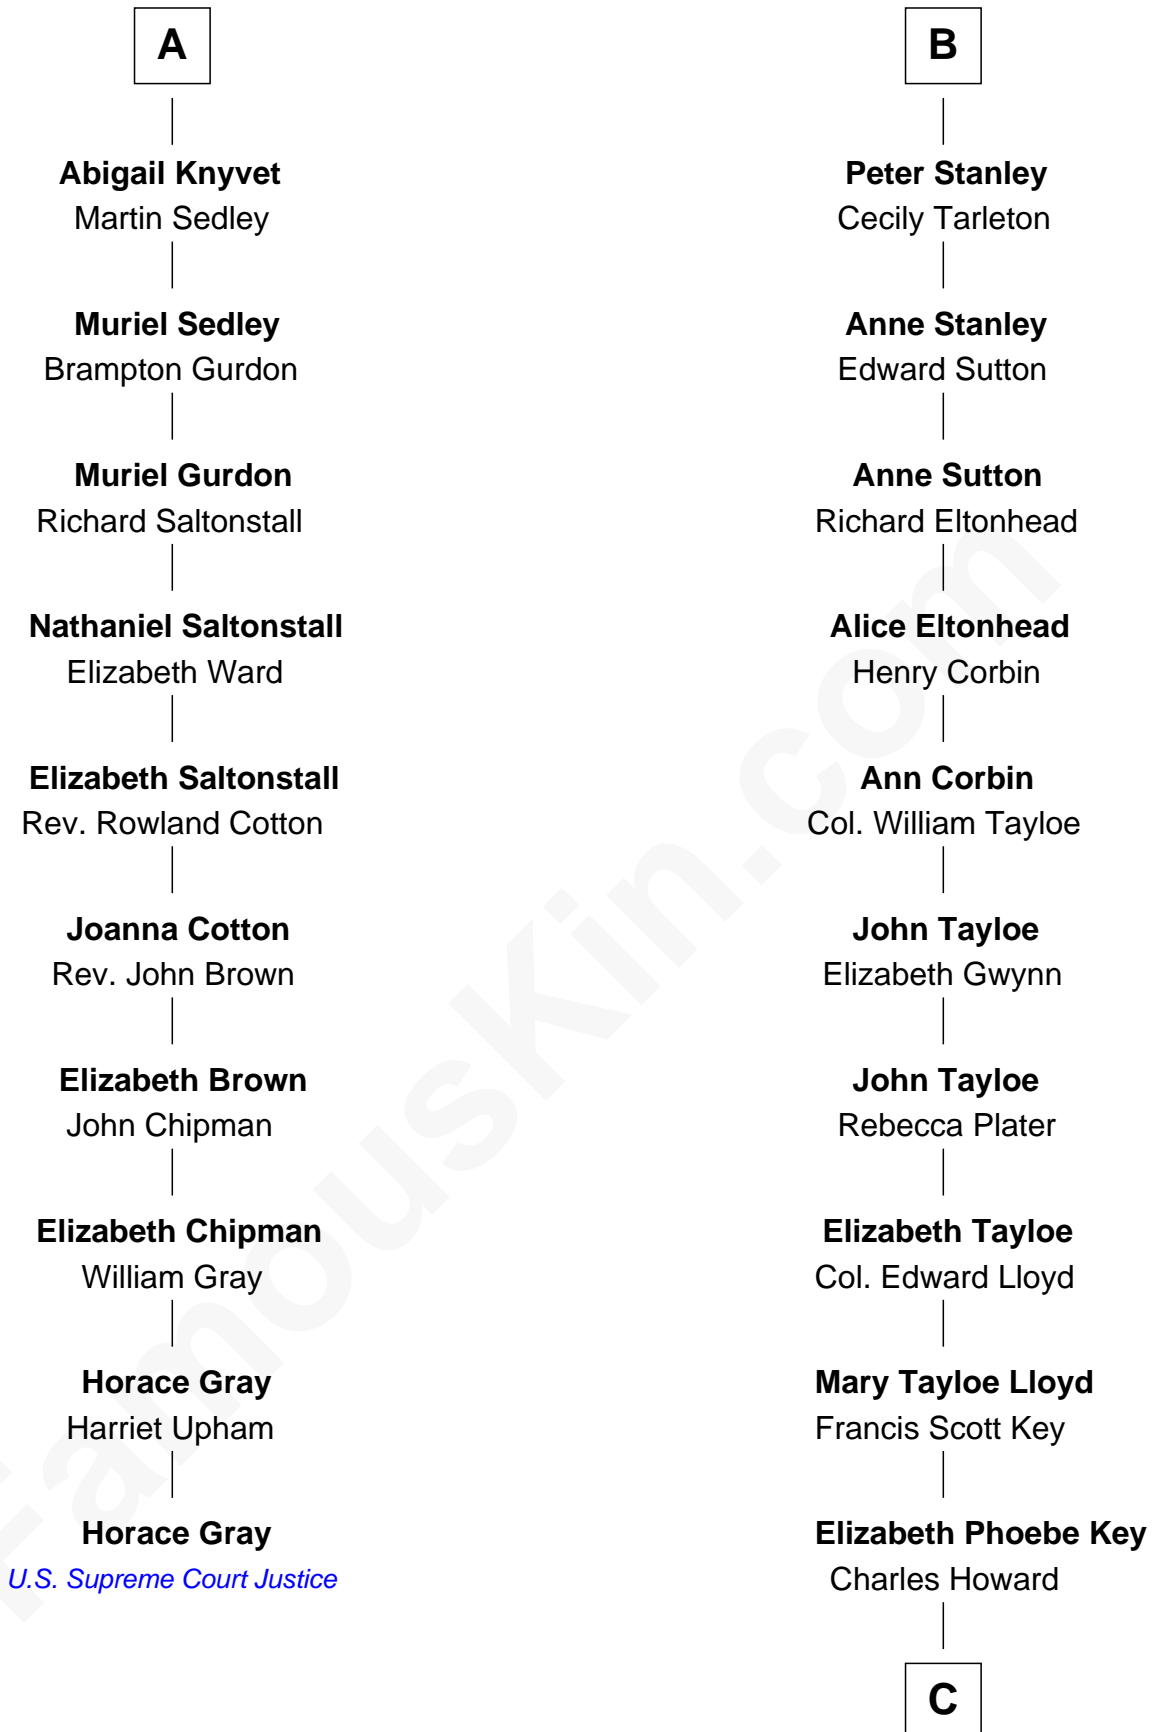 A
Abigail Knyvet
Martin Sedley
Muriel Sedley
Brampton Gurdon
Muriel Gurdon
Richard Saltonstall
Nathaniel Saltonstall
Elizabeth Ward
Elizabeth Saltonstall
Rev. Rowland Cotton
Joanna Cotton
Rev. John Brown
Elizabeth Brown
John Chipman
Elizabeth Chipman
William Gray
Horace Gray
Harriet Upham
Horace Gray
U.S. Supreme Court Justice
B
Peter Stanley
Cecily Tarleton
Anne Stanley
Edward Sutton
Anne Sutton
Richard Eltonhead
Alice Eltonhead
Henry Corbin
Ann Corbin
Col. William Tayloe
John Tayloe
Elizabeth Gwynn
John Tayloe
Rebecca Plater
Elizabeth Tayloe
Col. Edward Lloyd
Mary Tayloe Lloyd
Francis Scott Key
Elizabeth Phoebe Key
Charles Howard
C
FamousKin.com